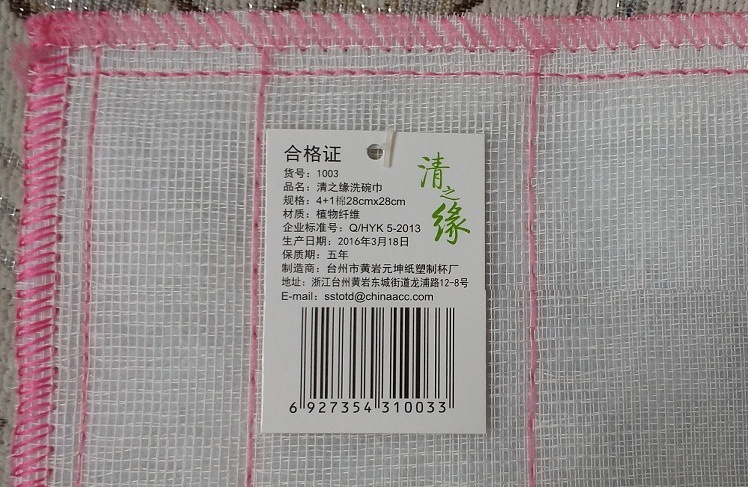 合格证
清之缘
货号：1003
品名：清之缘洗碗巾
规格：4+1棉28cmx28cm
材质：植物纤维
企业标准号：Q/HYK 5-2013
生产日期：2016年3月18日
保质期：五年
制造商：台州市黄岩元坤纸塑制杯厂
地址：浙江台州黄岩东城街道龙浦路12-8号
E-mail：sstotd@chinaacc.com
6 927354 310033